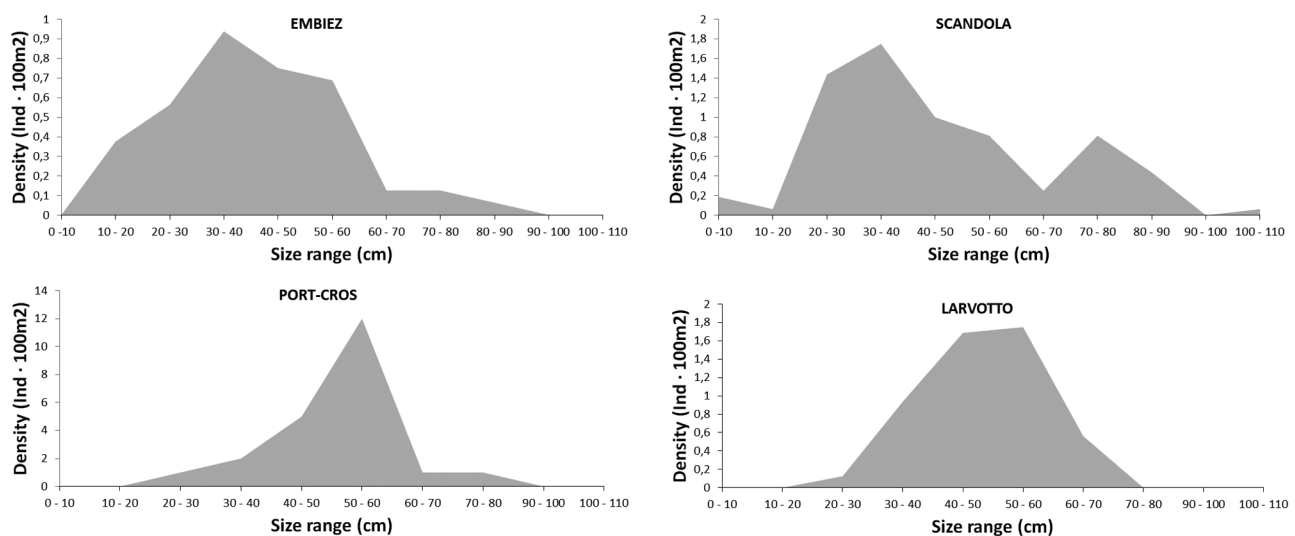 EMBIEZ
Density (Ind · 100m2)
1
0,9
0,8
0,7
0,6
0,5
0,4
0,3
0,2
0,1
0
0 -10 10 - 20 20 - 30 30 - 40 40 - 50 50 - 60 60 - 70 70 - 80 80 - 90 90 - 100 100 - 110
Size range (cm)
SCANDOLA
Density (Ind · 100m2)
2
1,8
1,6
1,4
1,2
1
0,8
0,6
0,4
0,2
0
0 -10 10 - 20 20 - 30 30 - 40 40 - 50 50 - 60 60 - 70 70 - 80 80 - 90 90 - 100 100 - 110
Size range (cm)
PORT-CROS
Density (Ind · 100m2)
14
12
10
8
6
4
2
0
0 - 10 10 - 20 20 - 30 30 - 40 40 - 50 50 - 60 60 - 70 70 - 80 80 - 90 90 - 100 100 - 110
Size range (cm)
LARVOTTO
Density (Ind · 100m2)
2
1,8
1,6
1,4
1,2
1
0,8
0,6
0,4
0,2
0
0 - 10 10 - 20 20 - 30 30 - 40 40 - 50 50 - 60 60 - 70 70 - 80 80 - 90 90 - 100 100 - 110
Size range (cm)